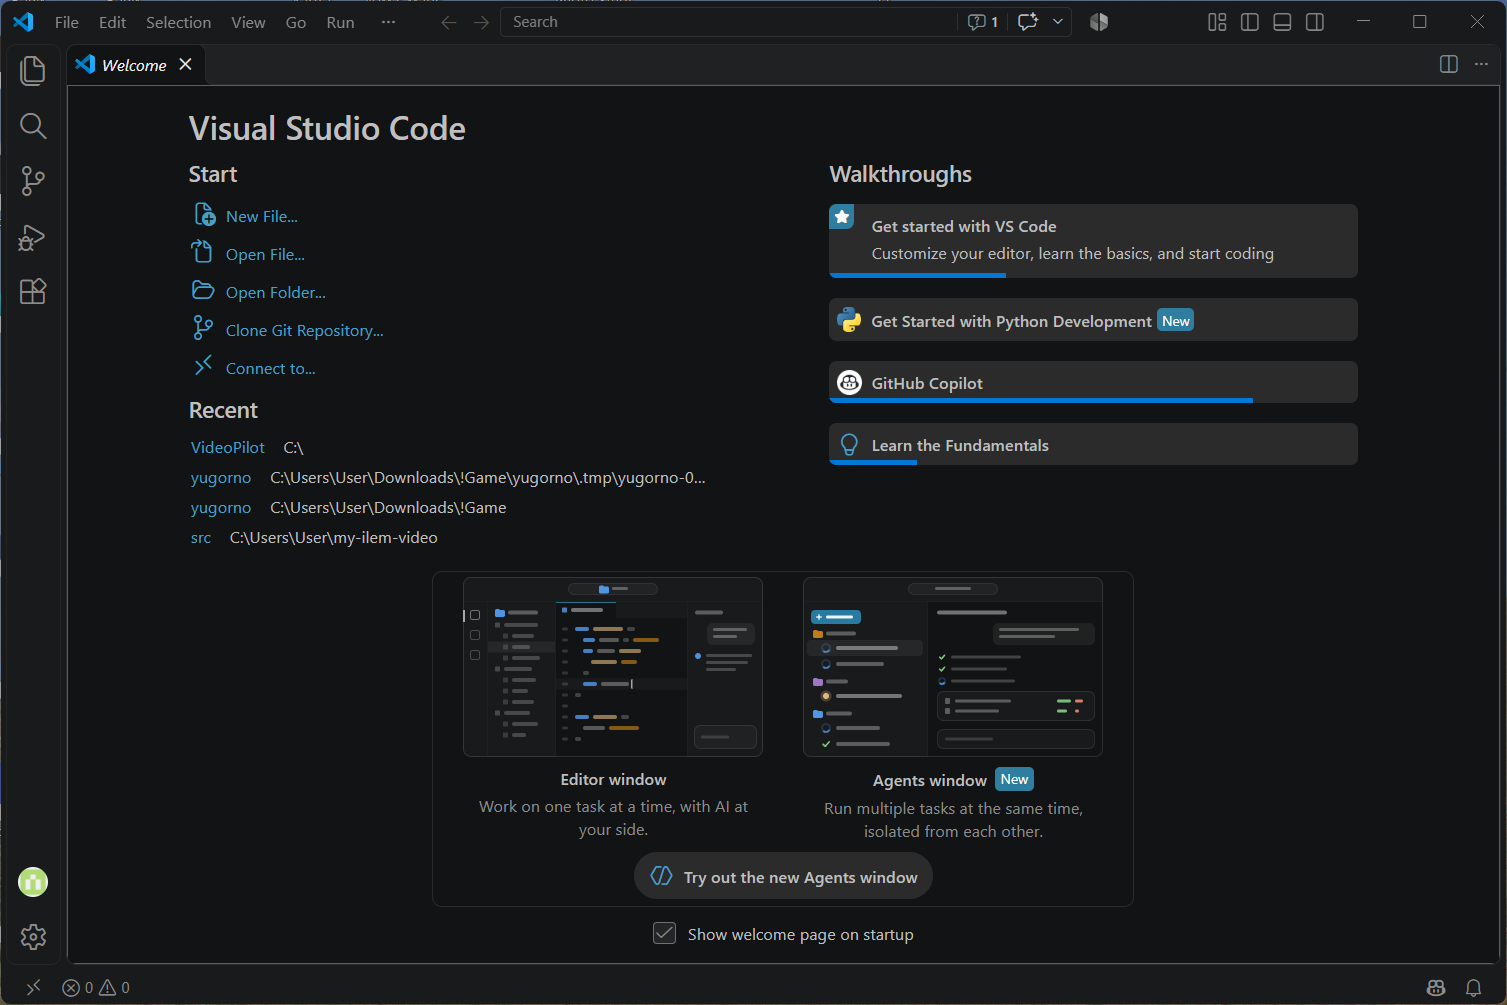 File Edit Selection View Go Run ···
Search
1
Welcome
Visual Studio Code
Start
New File...
Open File...
Open Folder...
Clone Git Repository...
Connect to...
Recent
VideoPilot C:\
yugorno C:\Users\User\Downloads\!Game\yugorno\.tmp\yugorno-0...
yugorno C:\Users\User\Downloads\!Game
src C:\Users\User\my-ilem-video
Walkthroughs
Get started with VS Code
Customize your editor, learn the basics, and start coding
Get Started with Python Development New
GitHub Copilot
Learn the Fundamentals
Editor window
Work on one task at a time, with AI at
your side.
Agents window New
Run multiple tasks at the same time,
isolated from each other.
Try out the new Agents window
Show welcome page on startup
0 0